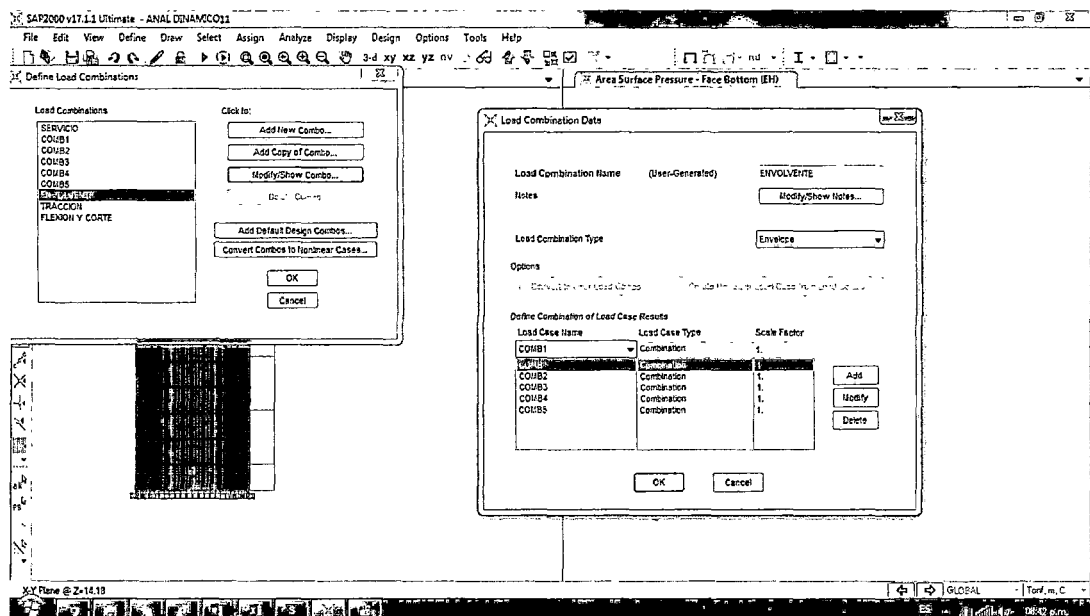 SAP2000 v17.1.1 Ultimate - ANAL DINAMICO11
File Edit View Define Draw Select Assign Analyze Display Design Options Tools Help
3-d xy xz yz nv
nd
Define Load Combinations
Load Combinations
SERVICIO
COMB1
COMB2
COMB3
COMB4
COMB5
ENVOLVENTE
TRACCION
FLEXION Y CORTE
Click to:
Add New Combo...
Add Copy of Combo...
Modify/Show Combo...
Add Default Design Combos...
Convert Combos to Nonlinear Cases...
OK
Cancel
Area Surface Pressure - Face Bottom (EH)
Load Combination Data
Load Combination Name (User-Generated) ENVOLVENTE
Notes Modify/Show Notes...
Load Combination Type Envelope
Options
Define Combination of Load Case Results
Load Case Name Load Case Type Scale Factor
COMB1 Combination 1.
COMB2 Combination 1.
COMB3 Combination 1.
COMB4 Combination 1.
COMB5 Combination 1.
Add
Modify
Delete
OK Cancel
X-Y Plane @ Z=14.18
GLOBAL
Tonf, m, C
ES
08:42 p.m.